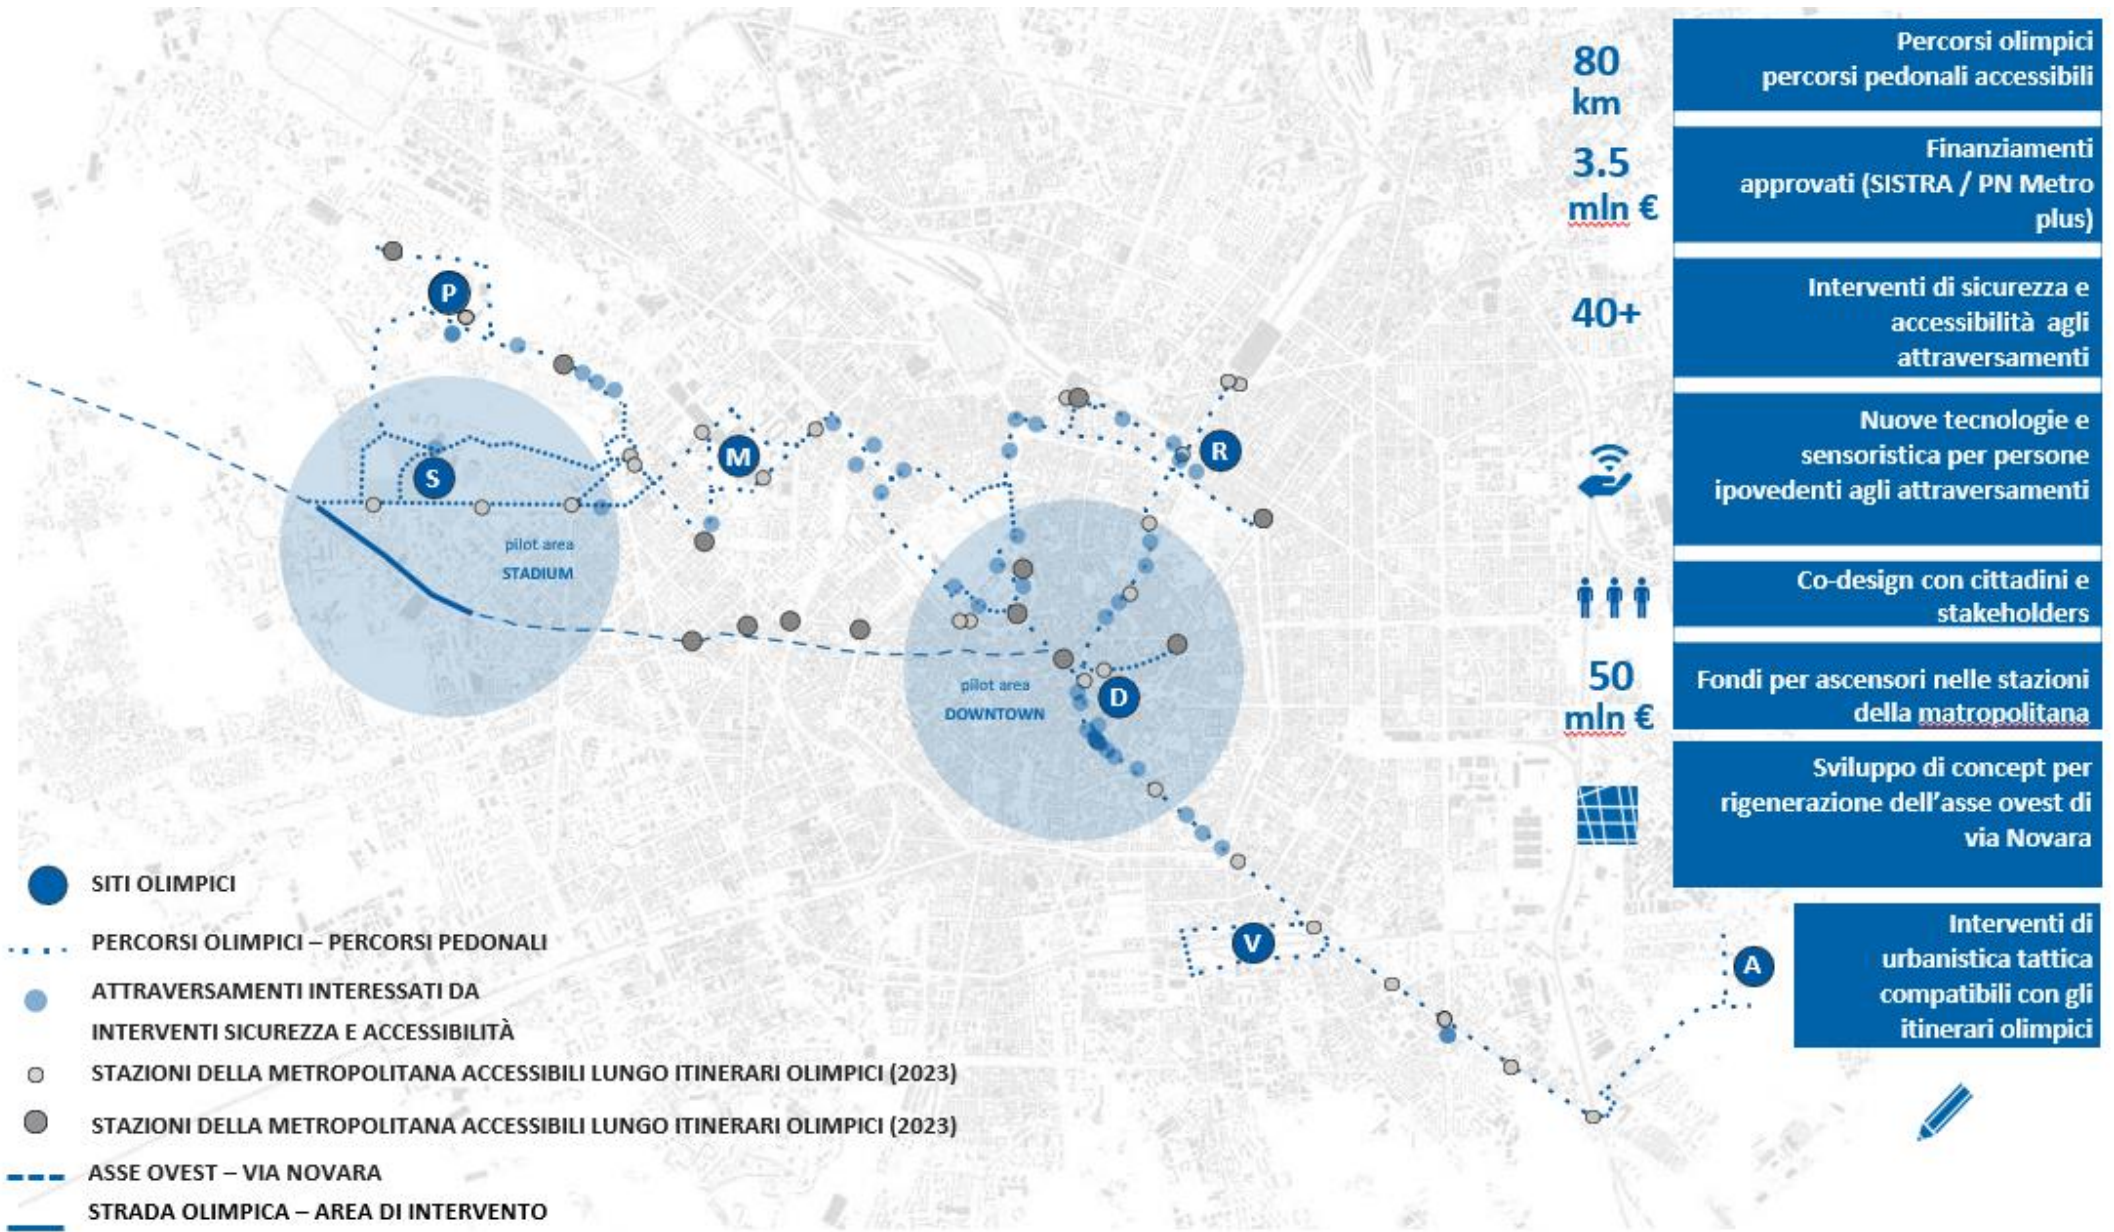 80
km
Percorsi olimpici
percorsi pedonali accessibili
3.5
mln €
Finanziamenti
approvati (SISTRA / PN Metro
plus)
40+
Interventi di sicurezza e
accessibilità agli
attraversamenti
Nuove tecnologie e
sensoristica per persone
ipovedenti agli attraversamenti
Co-design con cittadini e
stakeholders
50
mln €
Fondi per ascensori nelle stazioni
della matropolitana
Sviluppo di concept per
rigenerazione dell'asse ovest di
via Novara
Interventi di
urbanistica tattica
compatibili con gli
itinerari olimpici
P
S
M
R
D
V
A
pilot area
STADIUM
pilot area
DOWNTOWN
SITI OLIMPICI
PERCORSI OLIMPICI – PERCORSI PEDONALI
ATTRAVERSAMENTI INTERESSATI DA
INTERVENTI SICUREZZA E ACCESSIBILITÀ
STAZIONI DELLA METROPOLITANA ACCESSIBILI LUNGO ITINERARI OLIMPICI (2023)
STAZIONI DELLA METROPOLITANA ACCESSIBILI LUNGO ITINERARI OLIMPICI (2023)
ASSE OVEST – VIA NOVARA
STRADA OLIMPICA – AREA DI INTERVENTO